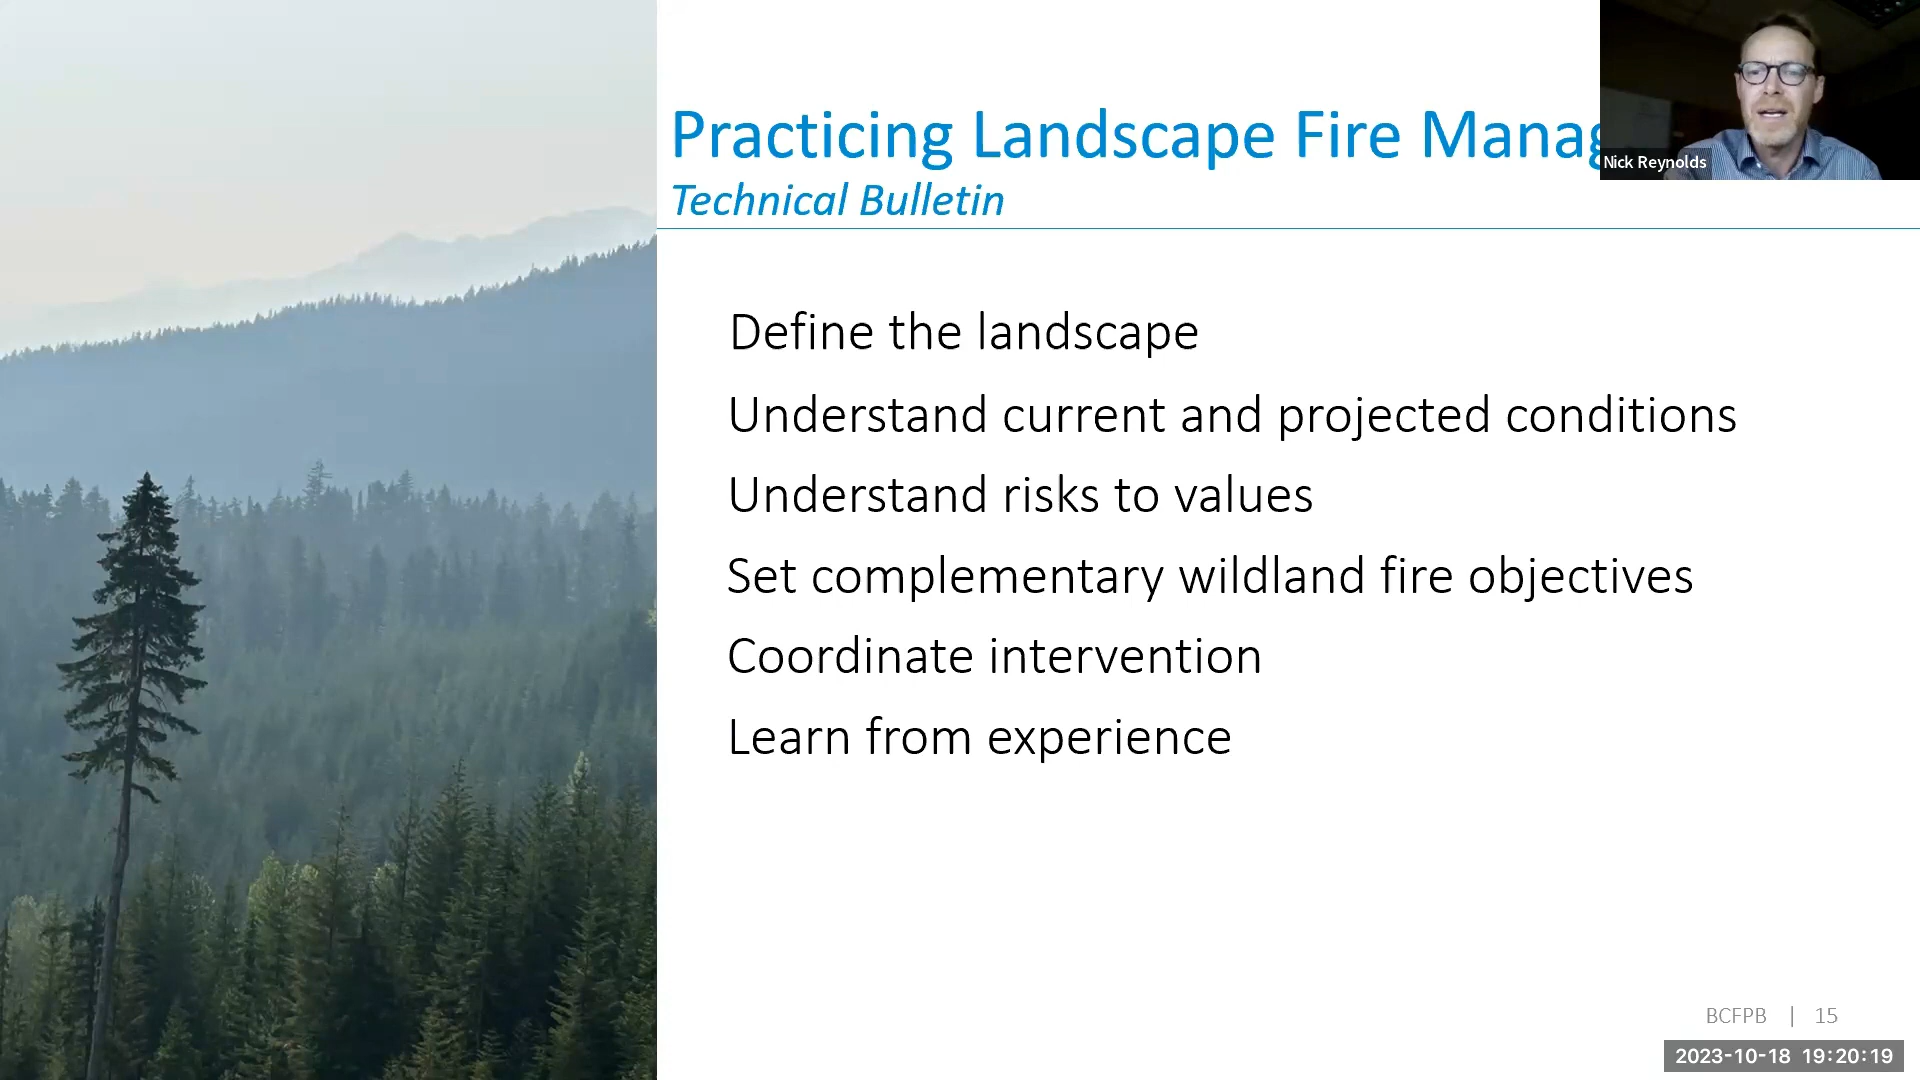 Practicing Landscape Fire Manag
Technical Bulletin
Nick Reynolds
Define the landscape
Understand current and projected conditions
Understand risks to values
Set complementary wildland fire objectives
Coordinate intervention
Learn from experience
BCFPB | 15
2023-10-18 19:20:19